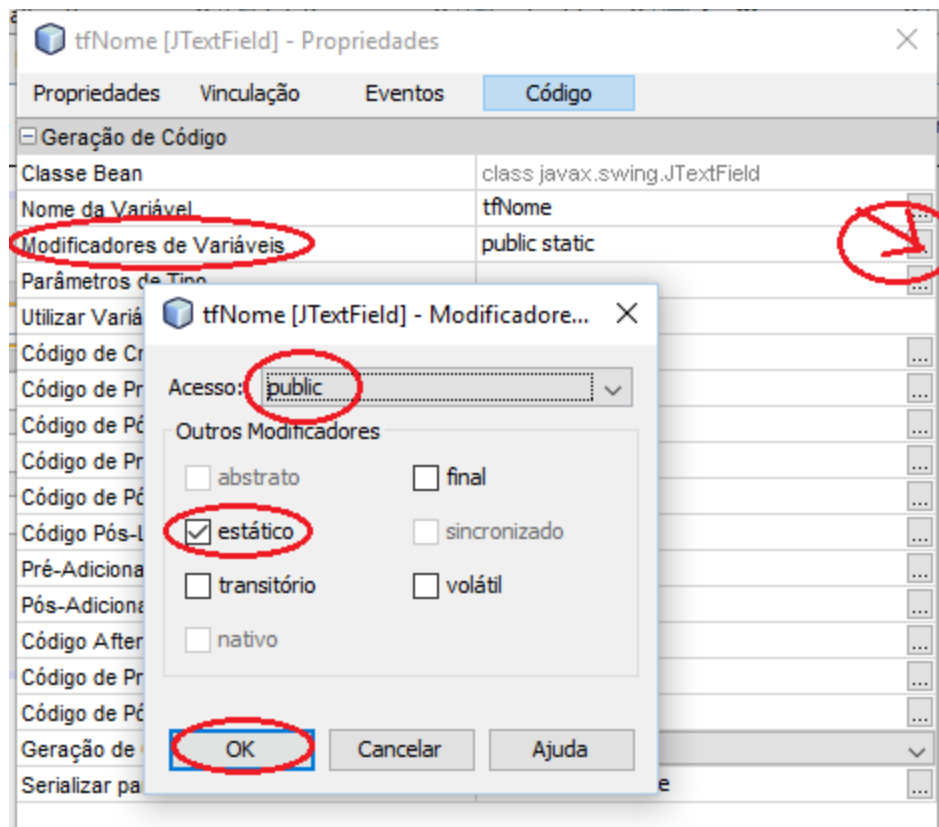 tfNome [JTextField] - Propriedades
Propriedades Vinculação Eventos Código
Geração de Código
Classe Bean class javax.swing.JTextField
Nome da Variável tfNome ...
Modificadores de Variáveis public static ...
Parâmetros de Tipo ...
Utilizar Variá
tfNome [JTextField] - Modificadore...
Código de Cr ...
Código de Pr ...
Acesso: public
Código de Pó ...
Outros Modificadores
Código de Pr ...
abstrato final
Código de Pó ...
Código Pós-L ...
estático sincronizado
Pré-Adiciona ...
transitório volátil
Pós-Adiciona ...
Código After ...
nativo
Código de Pr ...
Código de Pó ...
Geração de
OK Cancelar Ajuda
Serializar pa e ...